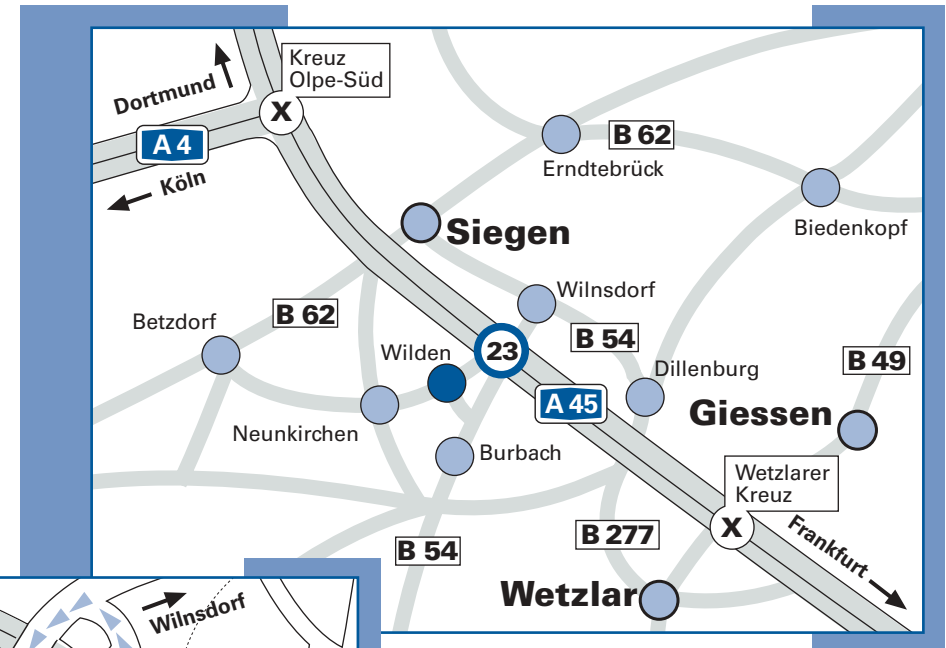 Kreuz
Olpe-Süd
Dortmund
X
A 4
Köln
B 62
Erndtebrück
Biedenkopf
Siegen
Wilnsdorf
B 62
Betzdorf
B 54
Wilden
23
Dillenburg
B 49
A 45
Giessen
Neunkirchen
Burbach
Wetzlarer
Kreuz
X
Frankfurt
B 277
B 54
Wetzlar
Wilnsdorf